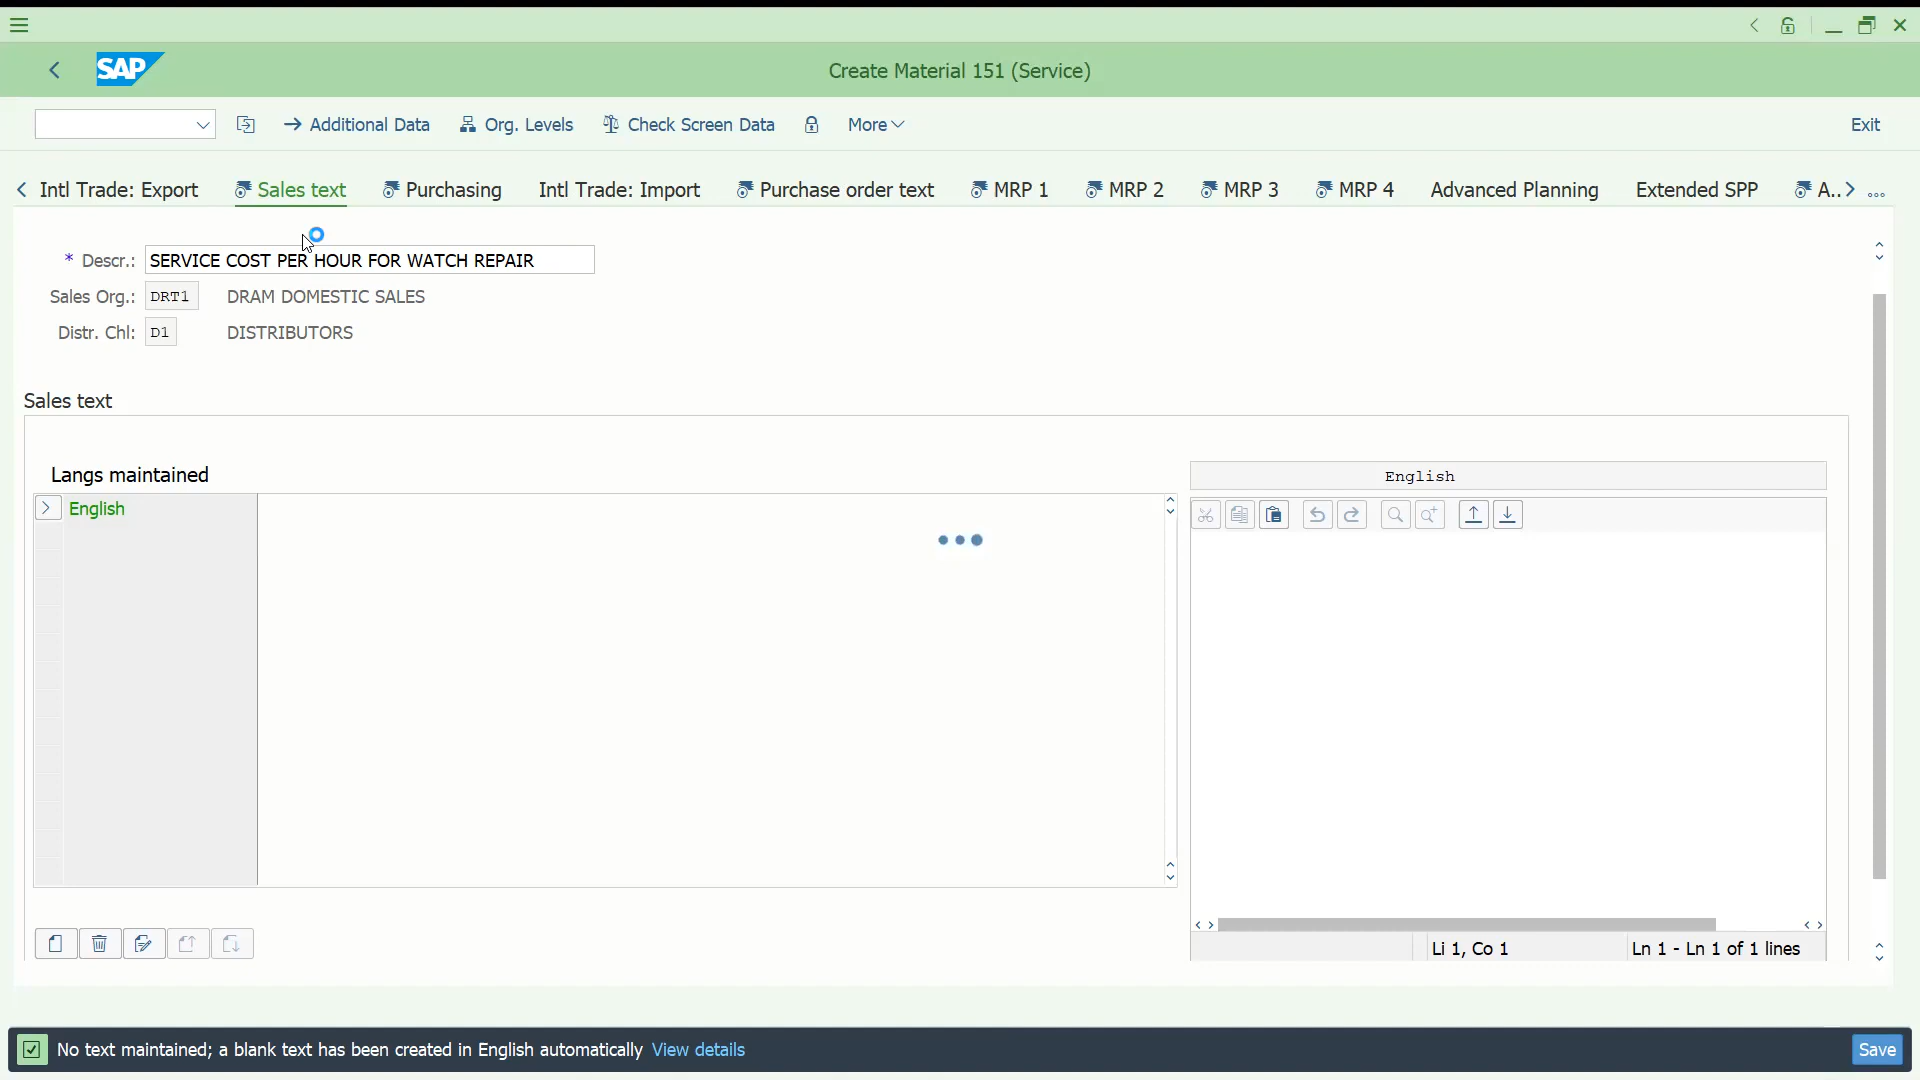 SAP
Create Material 151 (Service)
Additional Data Org. Levels Check Screen Data More Exit
Intl Trade: Export Sales text Purchasing Intl Trade: Import Purchase order text MRP 1 MRP 2 MRP 3 MRP 4 Advanced Planning Extended SPP A.. ...
* Descr.: SERVICE COST PER HOUR FOR WATCH REPAIR
Sales Org.: DRT1 DRAM DOMESTIC SALES
Distr. Chl: D1 DISTRIBUTORS
Sales text
Langs maintained
English
English
Li 1, Co 1 Ln 1 - Ln 1 of 1 lines
No text maintained; a blank text has been created in English automatically View details Save